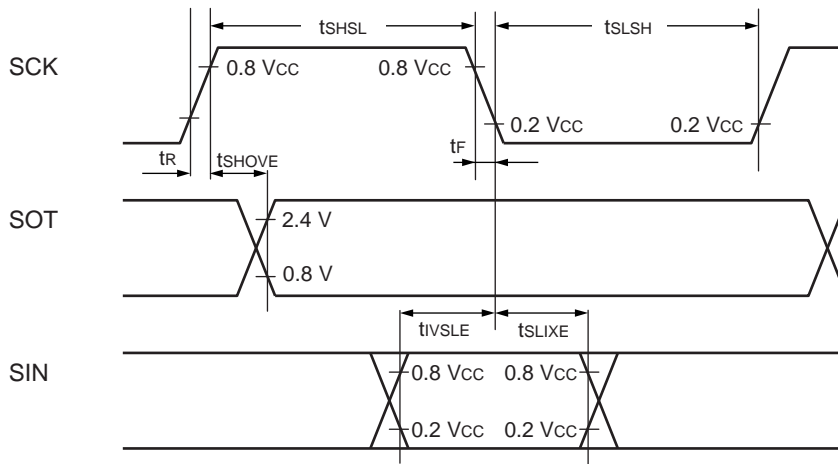 tSHSL tSLSH
SCK 0.8 VCC 0.8 VCC 0.2 VCC 0.2 VCC
tR tSHOVE tF
SOT 2.4 V
0.8 V
tIVSLE tSLIXE
SIN 0.8 VCC 0.8 VCC
0.2 VCC 0.2 VCC